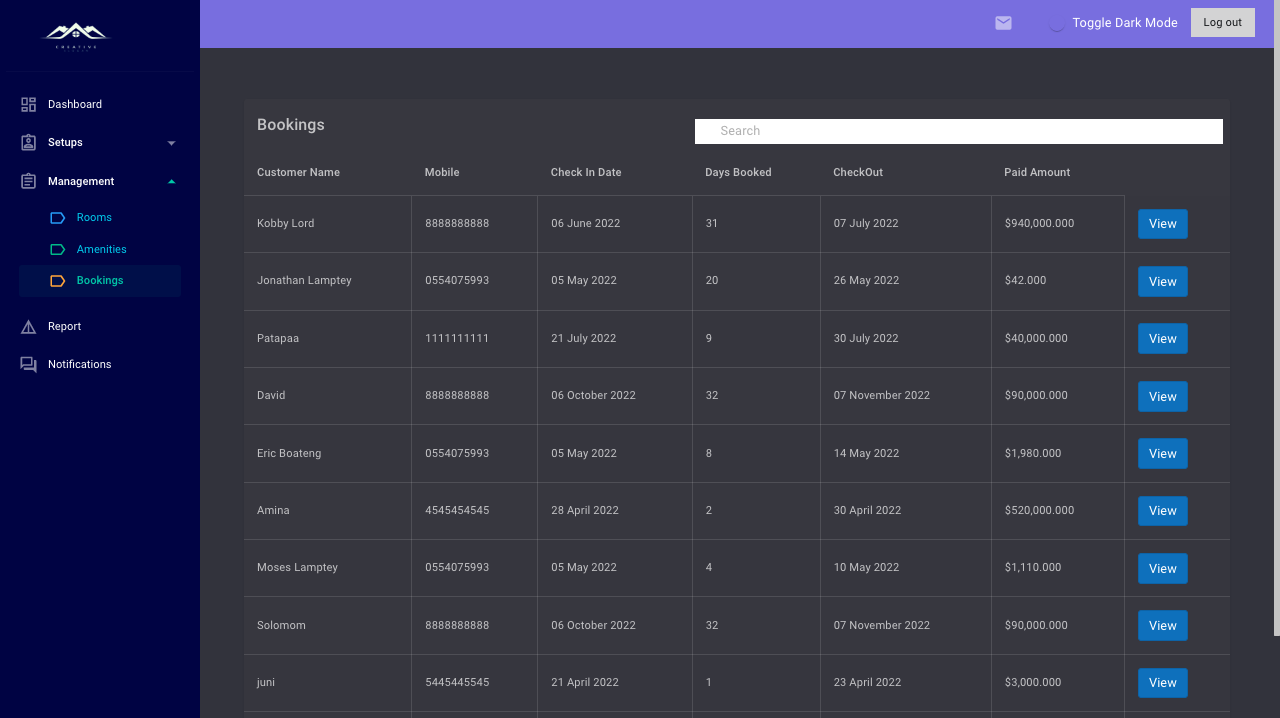 CREATIVE
Toggle Dark Mode
Log out
Dashboard
Setups
Management
Rooms
Amenities
Bookings
Report
Notifications
Bookings
Search
Customer Name Mobile Check In Date Days Booked CheckOut Paid Amount
Kobby Lord 8888888888 06 June 2022 31 07 July 2022 $940,000.000 View
Jonathan Lamptey 0554075993 05 May 2022 20 26 May 2022 $42.000 View
Patapaa 1111111111 21 July 2022 9 30 July 2022 $40,000.000 View
David 8888888888 06 October 2022 32 07 November 2022 $90,000.000 View
Eric Boateng 0554075993 05 May 2022 8 14 May 2022 $1,980.000 View
Amina 4545454545 28 April 2022 2 30 April 2022 $520,000.000 View
Moses Lamptey 0554075993 05 May 2022 4 10 May 2022 $1,110.000 View
Solomom 8888888888 06 October 2022 32 07 November 2022 $90,000.000 View
juni 5445445545 21 April 2022 1 23 April 2022 $3,000.000 View